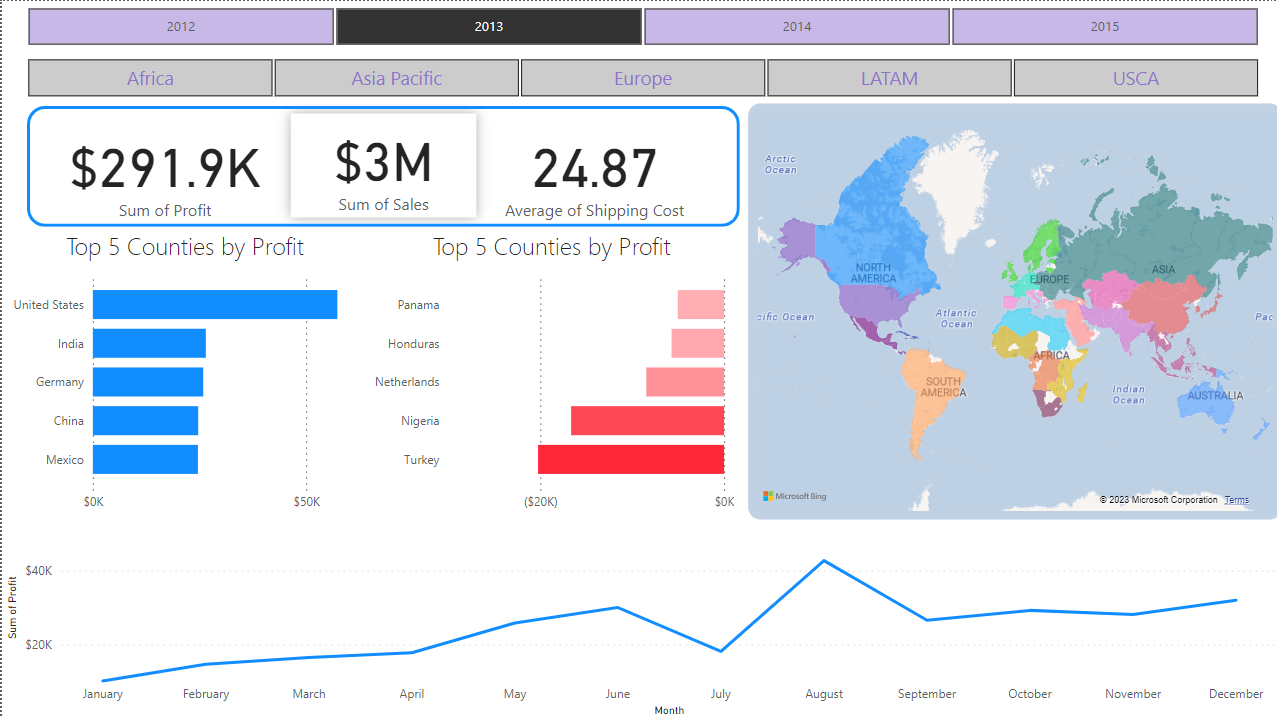 2012
2013
2014
2015
Africa
Asia Pacific
Europe
LATAM
USCA
$291.9K
Sum of Profit
$3M
Sum of Sales
24.87
Average of Shipping Cost
Top 5 Counties by Profit
United States
India
Germany
China
Mexico
$0K
$50K
Top 5 Counties by Profit
Panama
Honduras
Netherlands
Nigeria
Turkey
($20K)
$0K
Arctic
Ocean
NORTH
AMERICA
EUROPE
ASIA
cific Ocean
Atlantic
Ocean
Pac
AFRICA
SOUTH
AMERICA
Indian
Ocean
AUSTRALIA
Microsoft Bing
© 2023 Microsoft Corporation Terms
Sum of Profit
$40K
$20K
January
February
March
April
May
June
July
August
September
October
November
December
Month